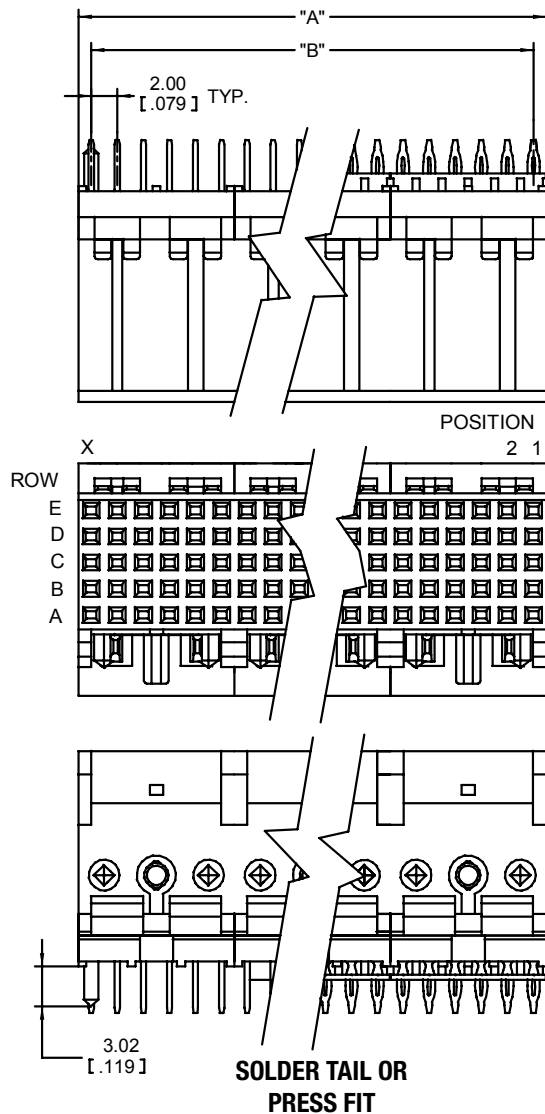 "A"
"B"
2.00
[.079] TYP.
POSITION
X 2 1
ROW
E
D
C
B
A
3.02
[.119]
SOLDER TAIL OR
PRESS FIT